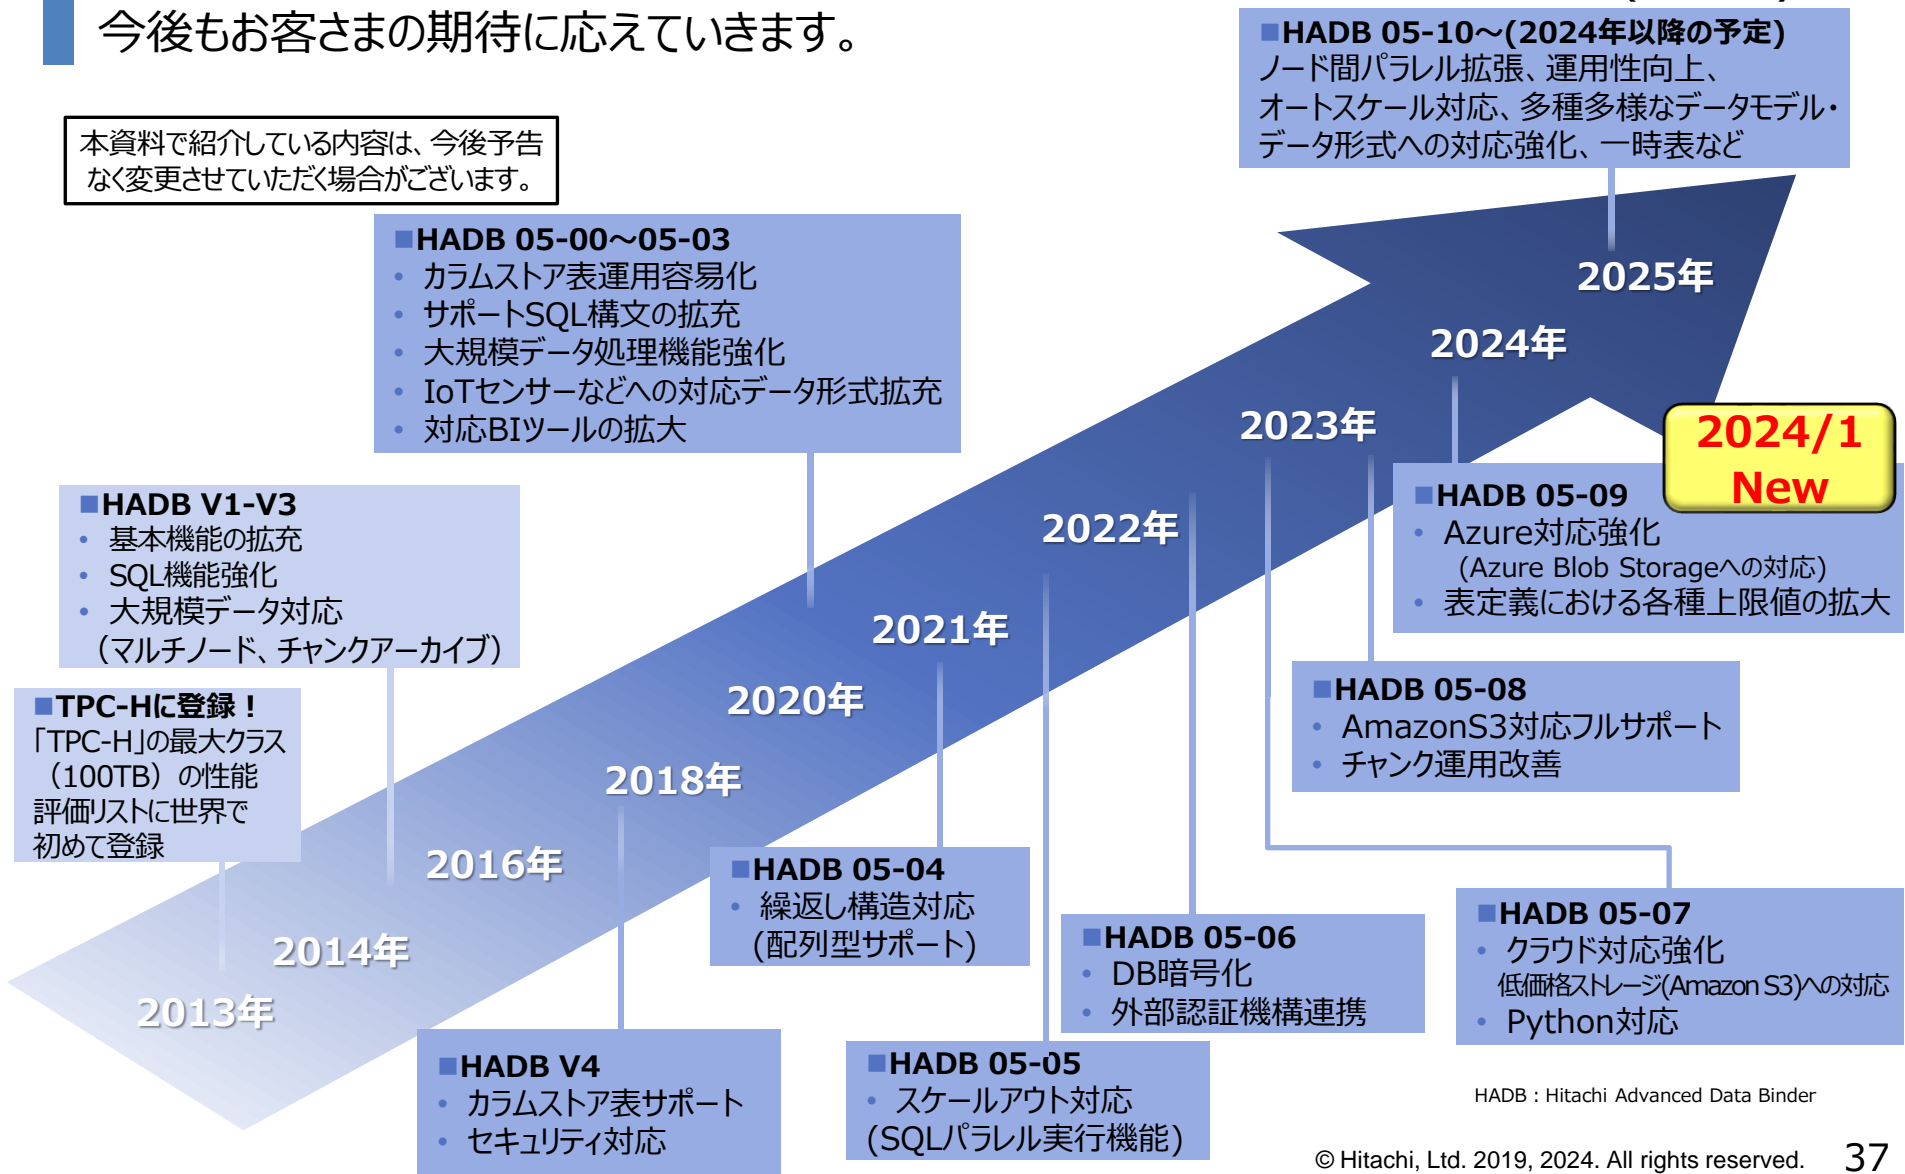 今後もお客さまの期待に応えていきます。
本資料で紹介している内容は、今後予告
なく変更させていただく場合がございます。
■HADB 05-10～(2024年以降の予定)
ノード間パラレル拡張、運用性向上、
オートスケール対応、多種多様なデータモデル・
データ形式への対応強化、一時表など
■HADB 05-00～05-03
• カラムストア表運用容易化
• サポートSQL構文の拡充
• 大規模データ処理機能強化
• IoTセンサーなどへの対応データ形式拡充
• 対応BIツールの拡大
■HADB V1-V3
• 基本機能の拡充
• SQL機能強化
• 大規模データ対応
（マルチノード、チャンクアーカイブ）
■TPC-Hに登録！
「TPC-H」の最大クラス
（100TB）の性能
評価リストに世界で
初めて登録
2013年
2014年
2016年
2018年
2020年
2021年
2022年
2023年
2024年
2025年
2024/1
New
■HADB 05-09
• Azure対応強化
(Azure Blob Storageへの対応)
• 表定義における各種上限値の拡大
■HADB 05-08
• AmazonS3対応フルサポート
• チャンク運用改善
■HADB 05-07
• クラウド対応強化
低価格ストレージ(Amazon S3)への対応
• Python対応
■HADB 05-06
• DB暗号化
• 外部認証機構連携
■HADB 05-04
• 繰返し構造対応
(配列型サポート)
■HADB 05-05
• スケールアウト対応
(SQLパラレル実行機能)
■HADB V4
• カラムストア表サポート
• セキュリティ対応
HADB : Hitachi Advanced Data Binder
© Hitachi, Ltd. 2019, 2024. All rights reserved.
37